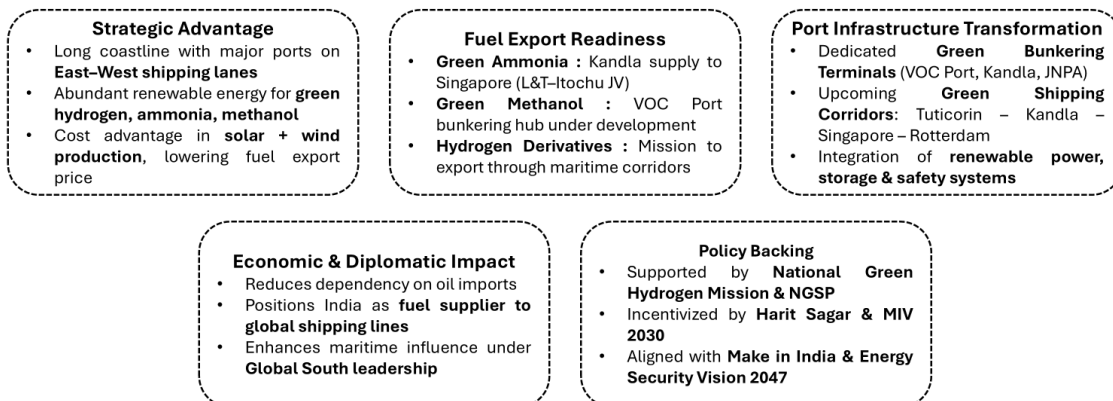 Strategic Advantage
• Long coastline with major ports on
East–West shipping lanes
• Abundant renewable energy for green
hydrogen, ammonia, methanol
• Cost advantage in solar + wind
production, lowering fuel export
price
Fuel Export Readiness
• Green Ammonia : Kandla supply to
Singapore (L&T–Itochu JV)
• Green Methanol : VOC Port
bunkering hub under development
• Hydrogen Derivatives : Mission to
export through maritime corridors
Port Infrastructure Transformation
• Dedicated Green Bunkering
Terminals (VOC Port, Kandla, JNPA)
• Upcoming Green Shipping
Corridors: Tuticorin – Kandla –
Singapore – Rotterdam
• Integration of renewable power,
storage & safety systems
Economic & Diplomatic Impact
• Reduces dependency on oil imports
• Positions India as fuel supplier to
global shipping lines
• Enhances maritime influence under
Global South leadership
Policy Backing
• Supported by National Green
Hydrogen Mission & NGSP
• Incentivized by Harit Sagar & MIV
2030
• Aligned with Make in India & Energy
Security Vision 2047